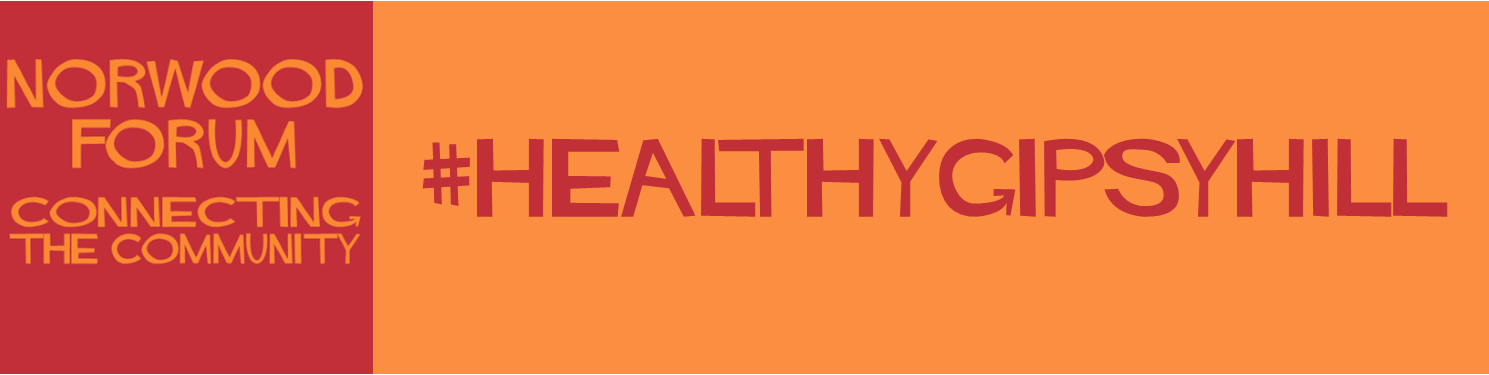 NORWOOD
FORUM
CONNECTING
THE COMMUNITY
#HEALTHYGIPSYHILL